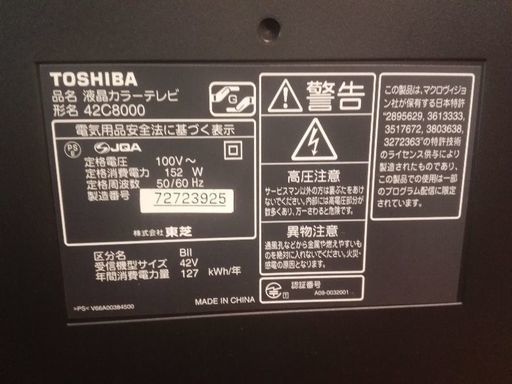 TOSHIBA
品名 液晶カラーテレビ
形名 42C8000
電気用品安全法に基づく表示
PS E JQA
定格電圧 100V～
定格消費電力 152 W
定格周波数 50/60 Hz
製造番号 72723925
株式会社 東芝
区分名 BII
受信機型サイズ 42V
年間消費電力量 127 kWh/年
>PS< V66A00384500
MADE IN CHINA
警告
高圧注意
サービスマン以外の方は裏ぶたをあけ
ないでください。内部には高電圧部分が
数多くあり、万一さわると危険です。
異物注意
通風孔などから金属や燃えやすいも
のを絶対に入れないでください。火災・
感電の原因となります。
認証番号
A09-0032001
この製品は、マクロヴィジョ
ン社が保有する日本特許
"2895629, 3613333,
3517672, 3803638,
3272363"の特許技術
のライセンス供与により
製造されたものであり、
この製品での使用は一部
のプログラム配信に限定
されています。